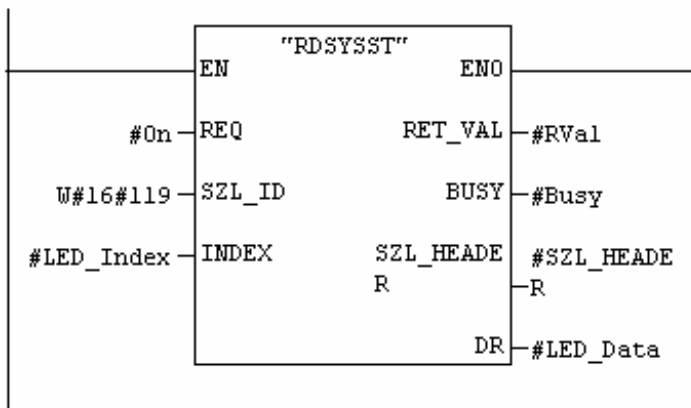 "RDSYSST"
EN ENO
#On REQ RET_VAL #RVal
W#16#119 SZL_ID BUSY #Busy
#LED_Index INDEX SZL_HEADE #SZL_HEADE
R R
DR #LED_Data